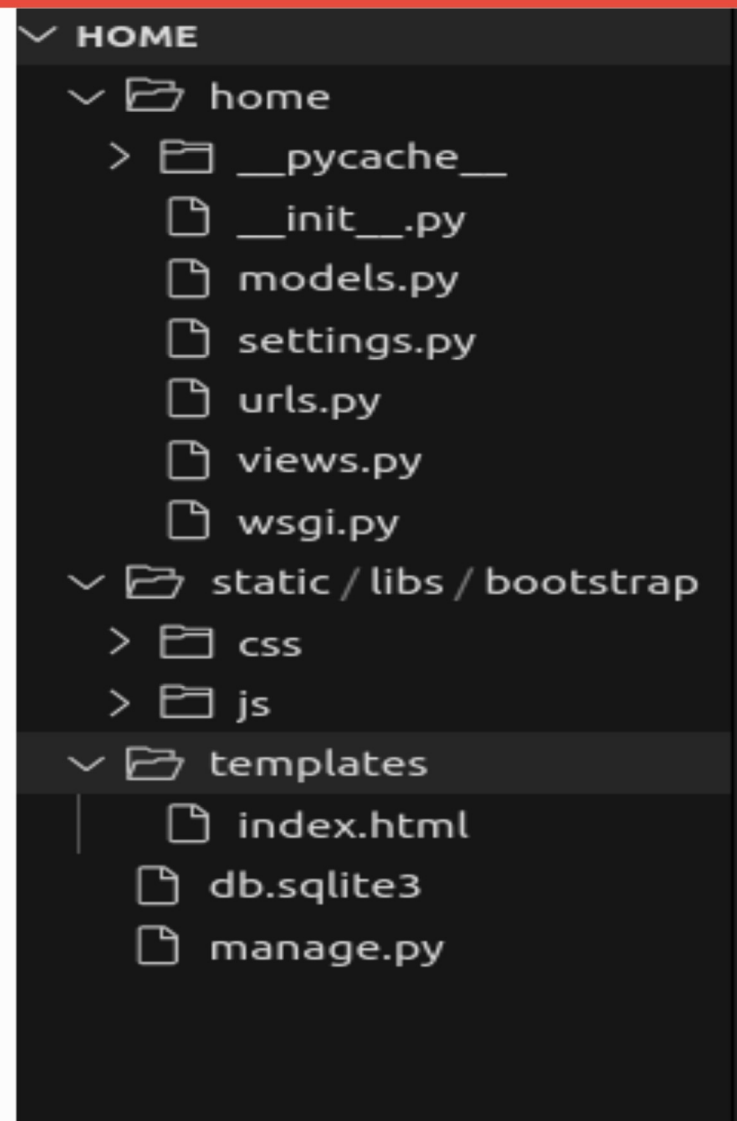 HOME
home
__pycache__
__init__.py
models.py
settings.py
urls.py
views.py
wsgi.py
static / libs / bootstrap
css
js
templates
index.html
db.sqlite3
manage.py